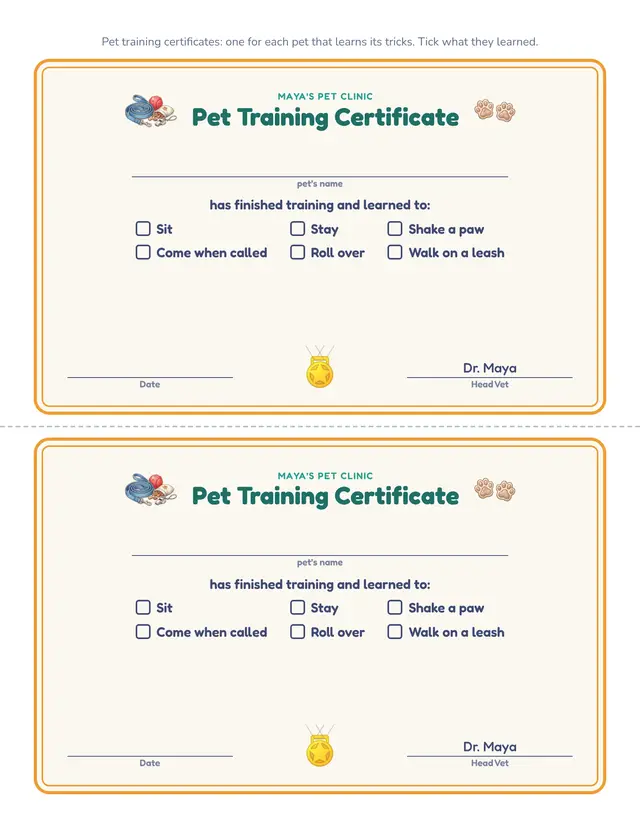 Pet training certificates: one for each pet that learns its tricks. Tick what they learned.
MAYA'S PET CLINIC
Pet Training Certificate
pet's name
has finished training and learned to:
Sit Stay Shake a paw
Come when called Roll over Walk on a leash
Dr. Maya
Date Head Vet
MAYA'S PET CLINIC
Pet Training Certificate
pet's name
has finished training and learned to:
Sit Stay Shake a paw
Come when called Roll over Walk on a leash
Dr. Maya
Date Head Vet